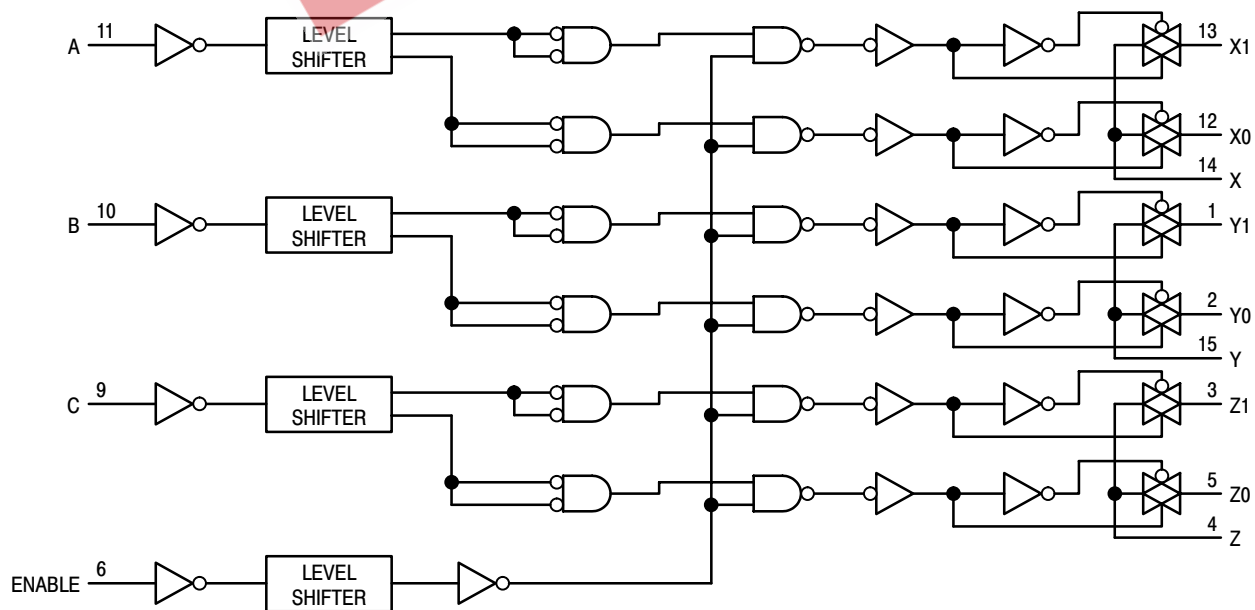 A 11 LEVEL SHIFTER 13 X1
12 X0
14 X
B 10 LEVEL SHIFTER 1 Y1
2 Y0
15 Y
C 9 LEVEL SHIFTER 3 Z1
5 Z0
4 Z
ENABLE 6 LEVEL SHIFTER